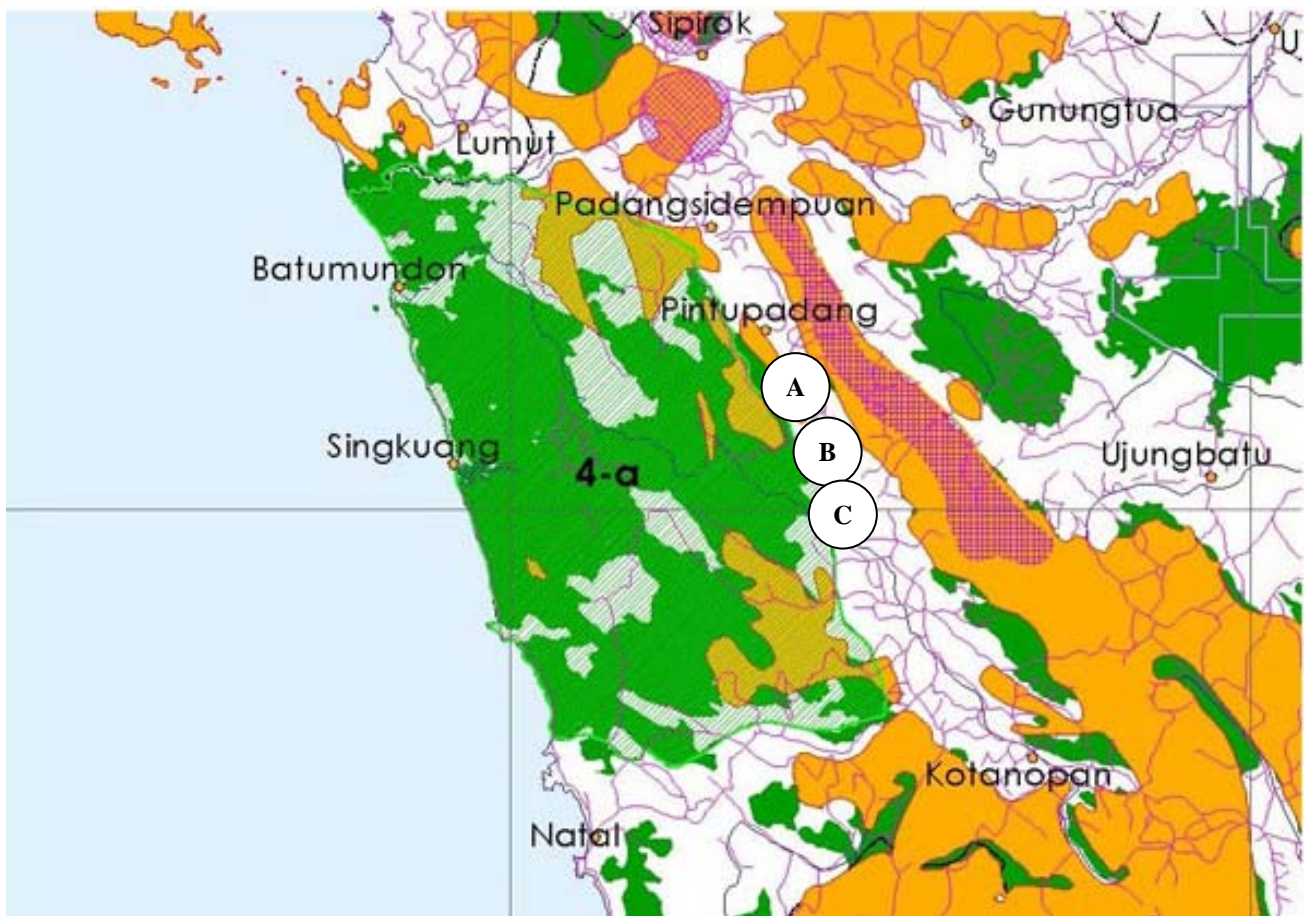 Sipirok
U
Gunungtua
Lumut
Padangsidempuan
Batumundon
Pintupadang
A
B
Singkuang
Ujungbatu
4-a
C
Kotanopan
Natal